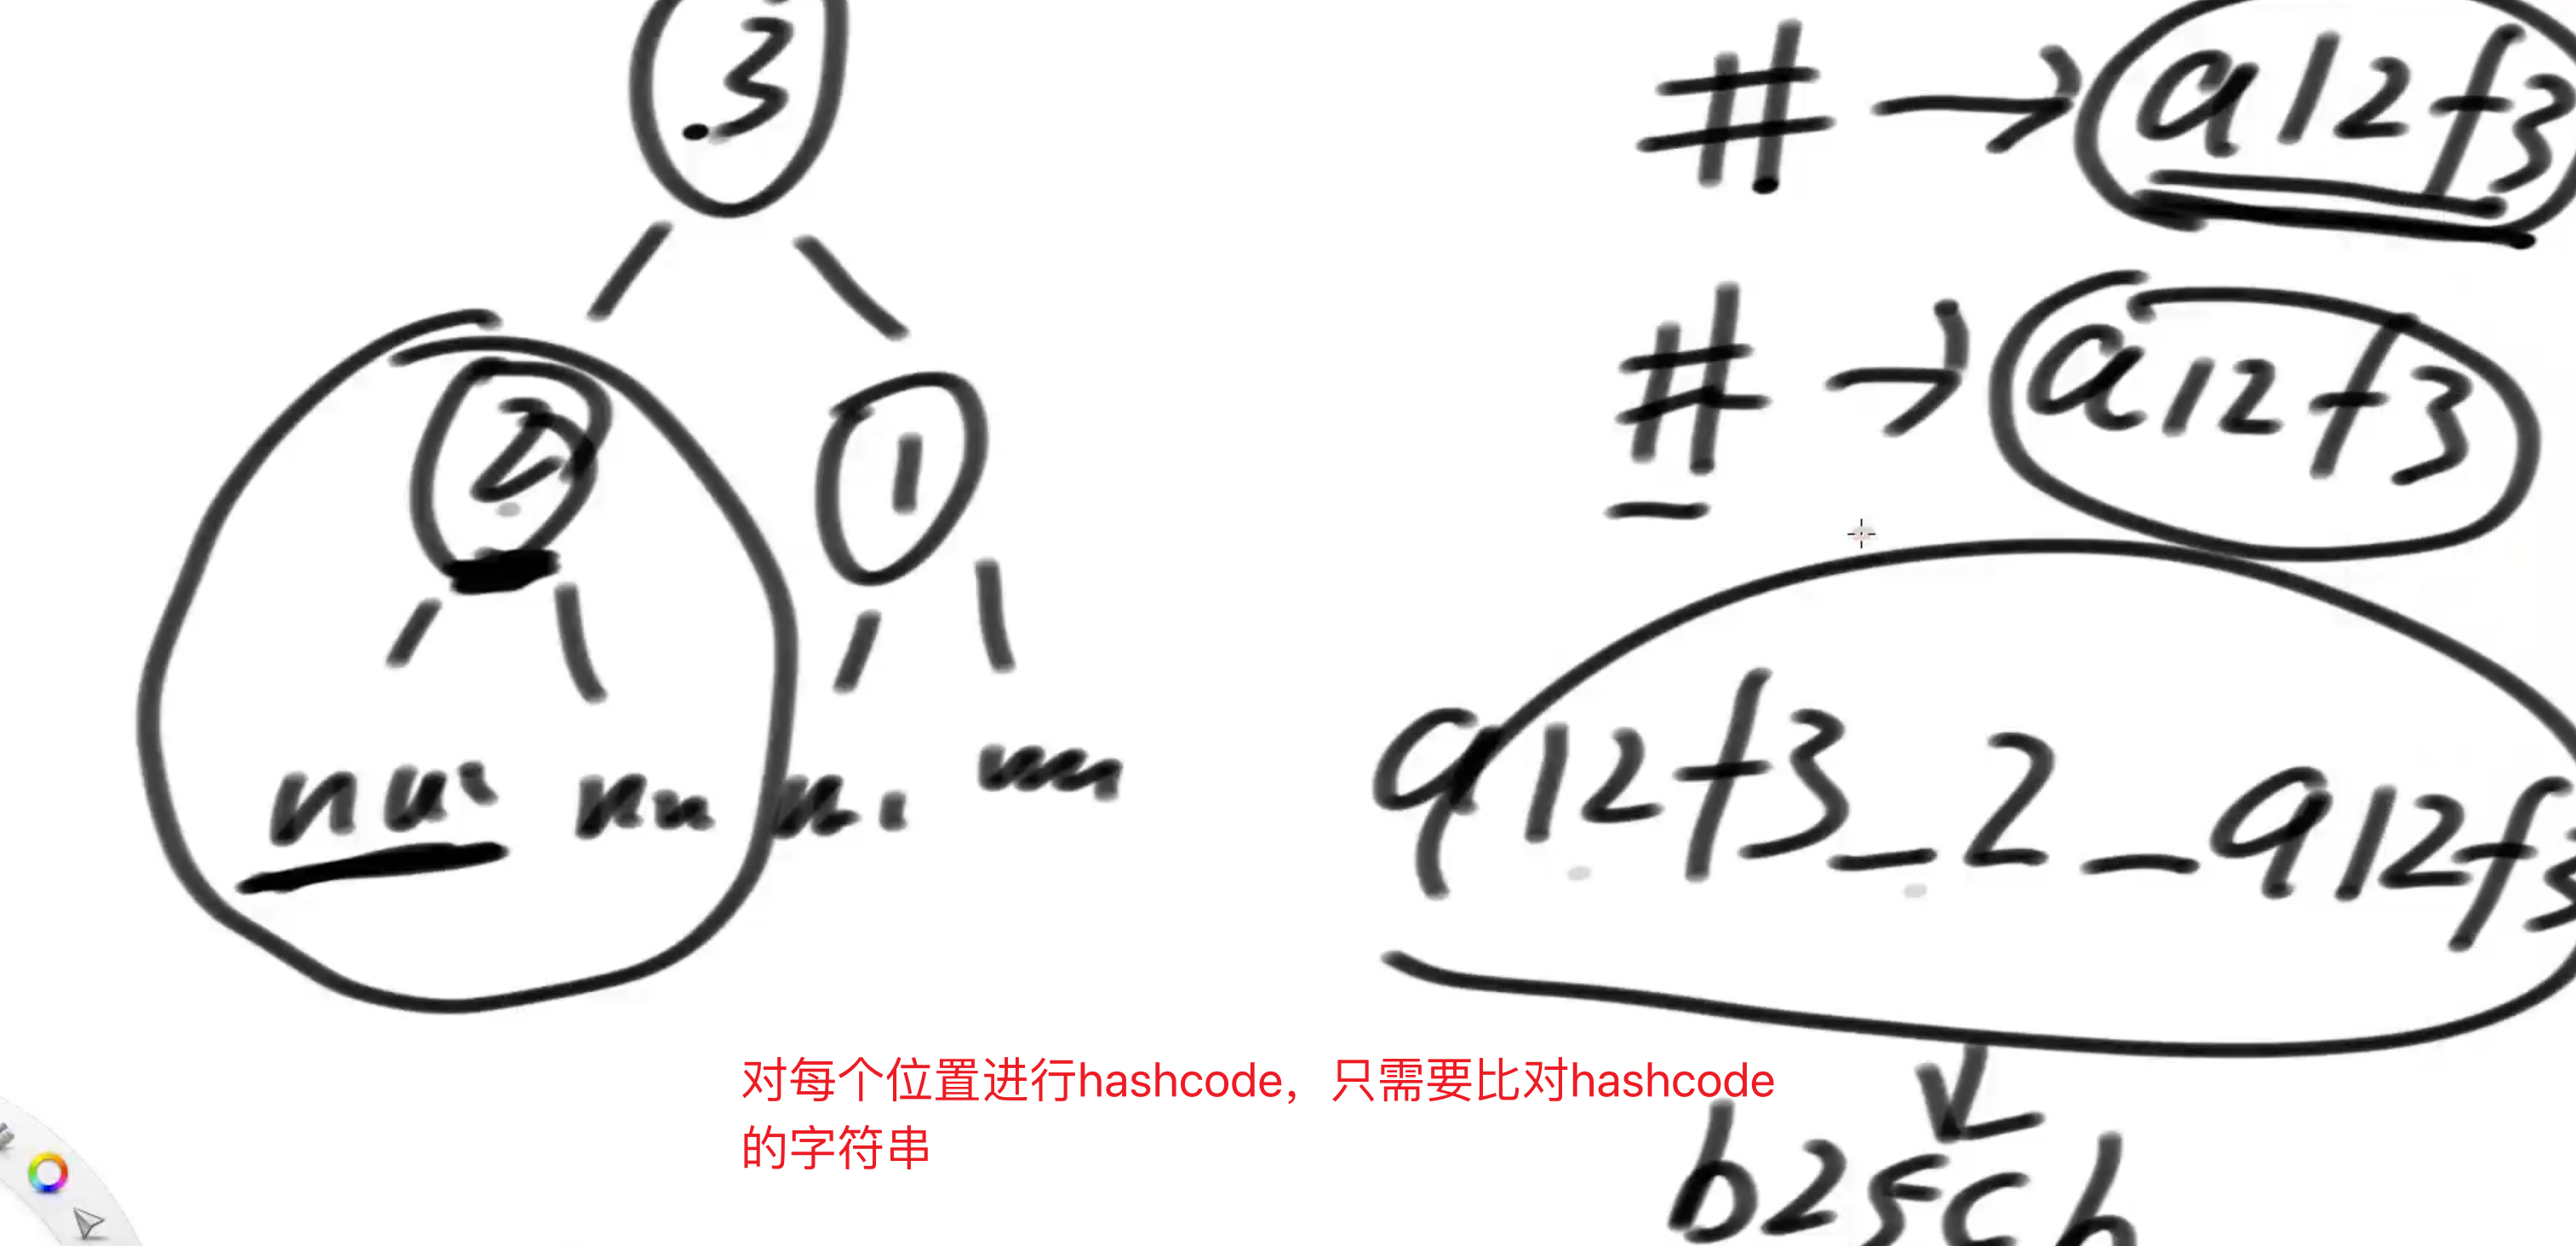 3
# → a12f3
2
1
# → a12f3
a12f3_2_a12f3
对每个位置进行hashcode，只需要比对hashcode
的字符串